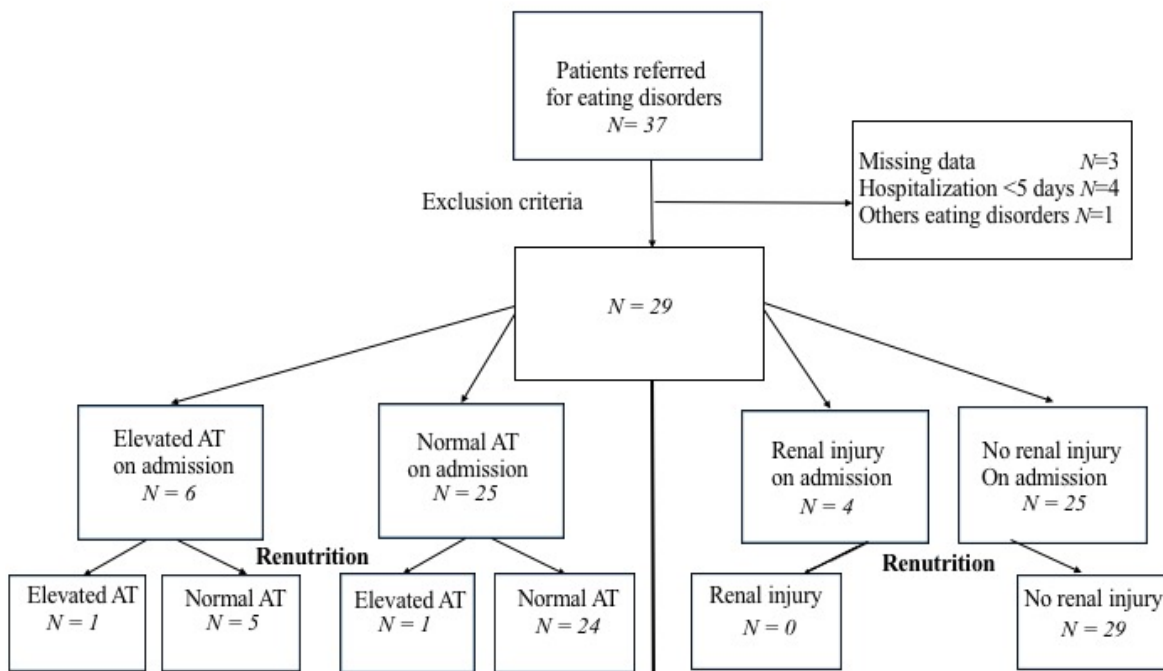 Patients referred
for eating disorders
N= 37
Missing data N=3
Hospitalization <5 days N=4
Others eating disorders N=1
Exclusion criteria
N = 29
Elevated AT
on admission
N = 6
Normal AT
on admission
N = 25
Renal injury
on admission
N = 4
No renal injury
On admission
N = 25
Renutrition
Renutrition
Elevated AT
N = 1
Normal AT
N = 5
Elevated AT
N = 1
Normal AT
N = 24
Renal injury
N = 0
No renal injury
N = 29